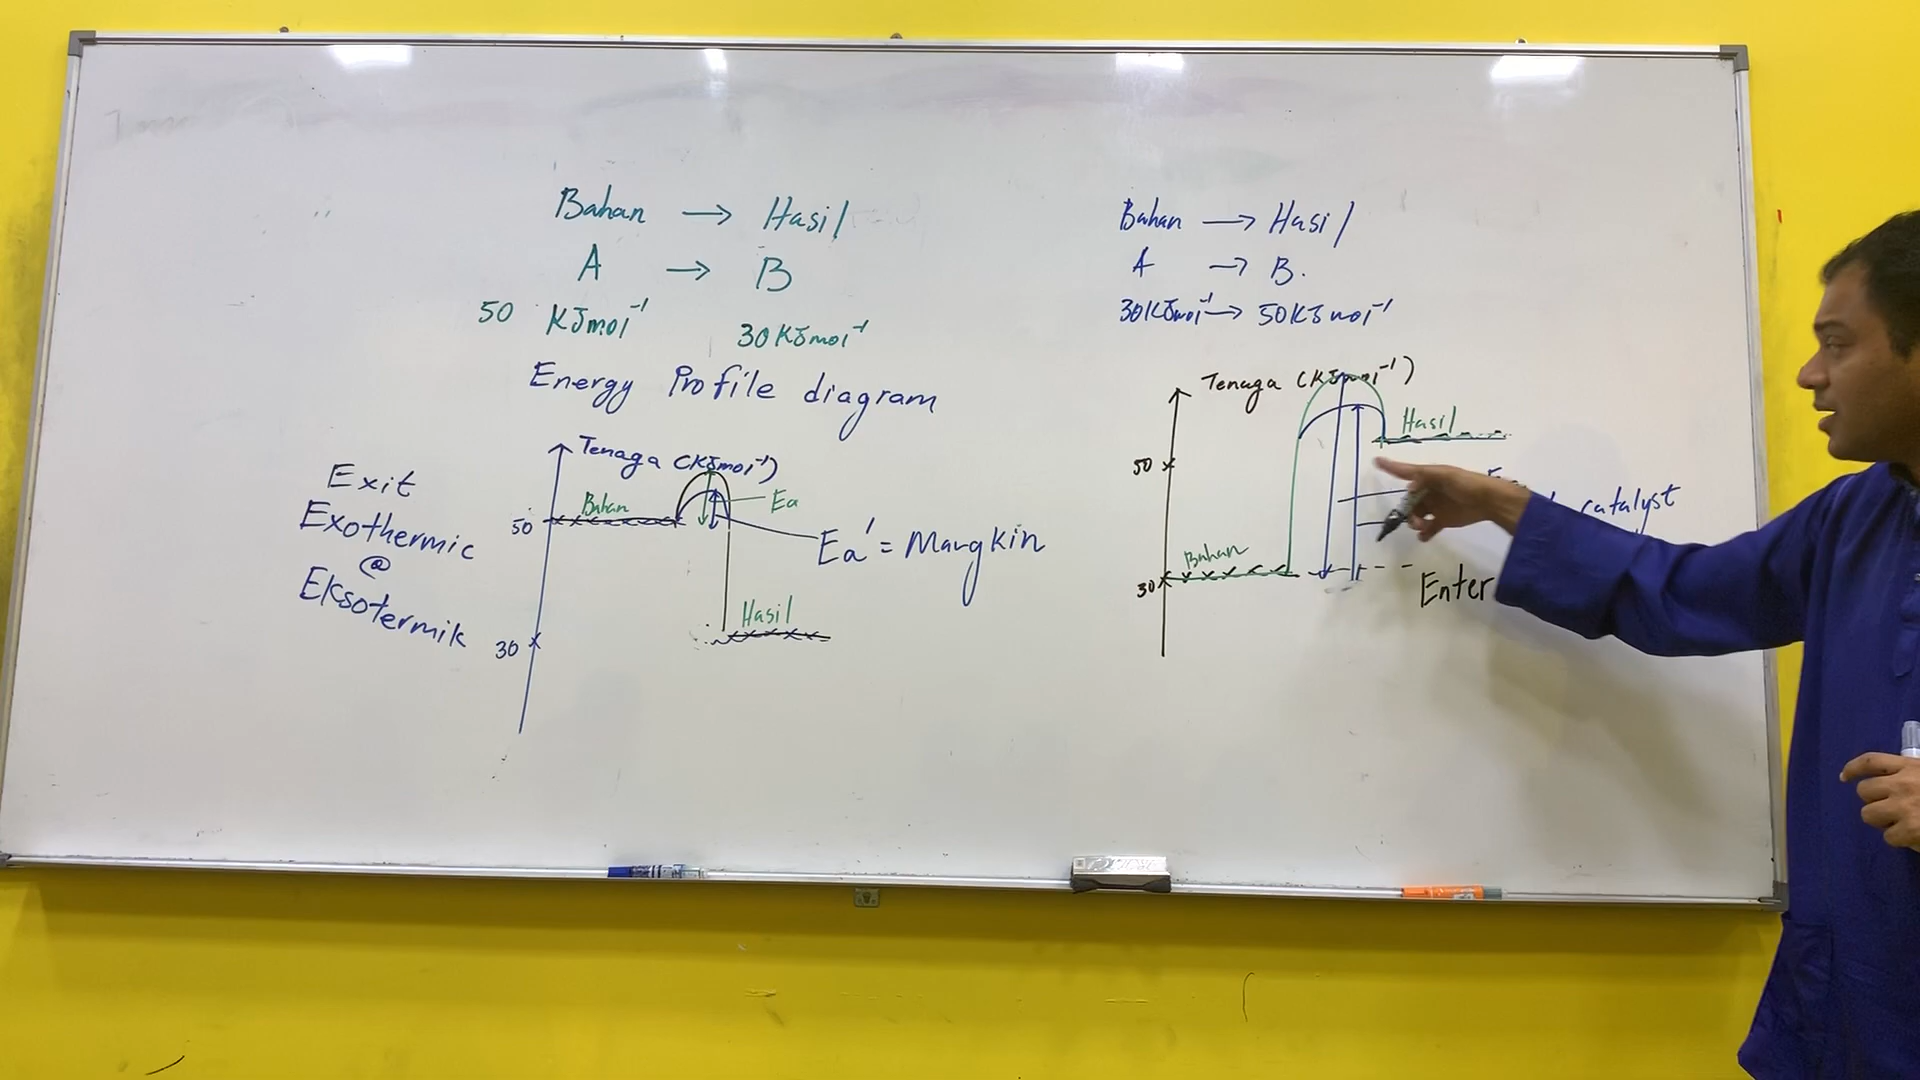 Bahan → Hasil
A → B
50 KJmol⁻¹ 30KJmol⁻¹
Energy Profile diagram
Exit
Exothermic
@
Eksotermik
Tenaga (KJmol⁻¹)
Bahan
50
Ea
Ea' = Mangkin
Hasil
30
Bahan → Hasil
A → B.
30KJmol⁻¹ → 50KJmol⁻¹
Tenaga (KJmol⁻¹)
Hasil
50
catalyst
Bahan
30
Enter